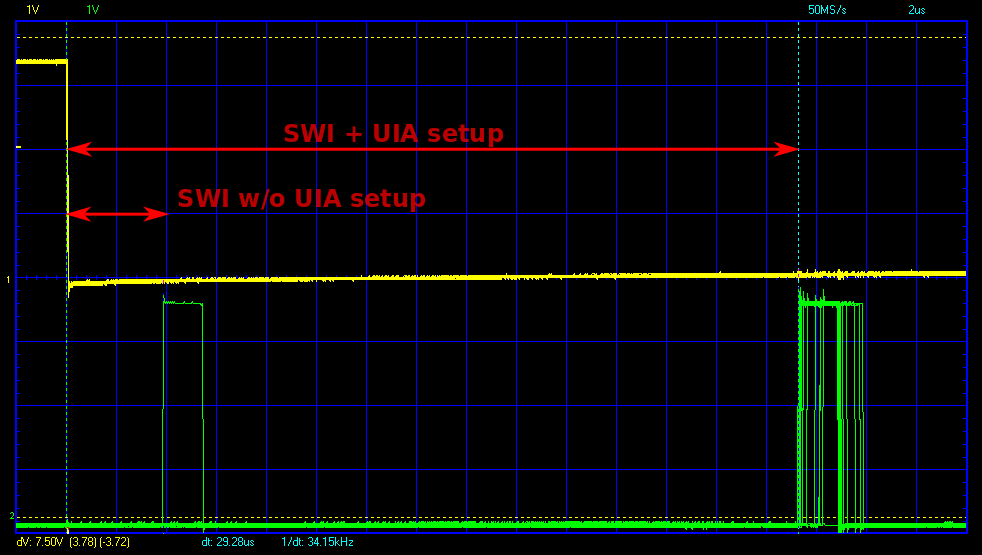 1V 1V 50MS/s 2us
SWI + UIA setup
SWI w/o UIA setup
1
2
dV: 7.50V (3.78) (-3.72) dt: 29.28us 1/dt: 34.15kHz